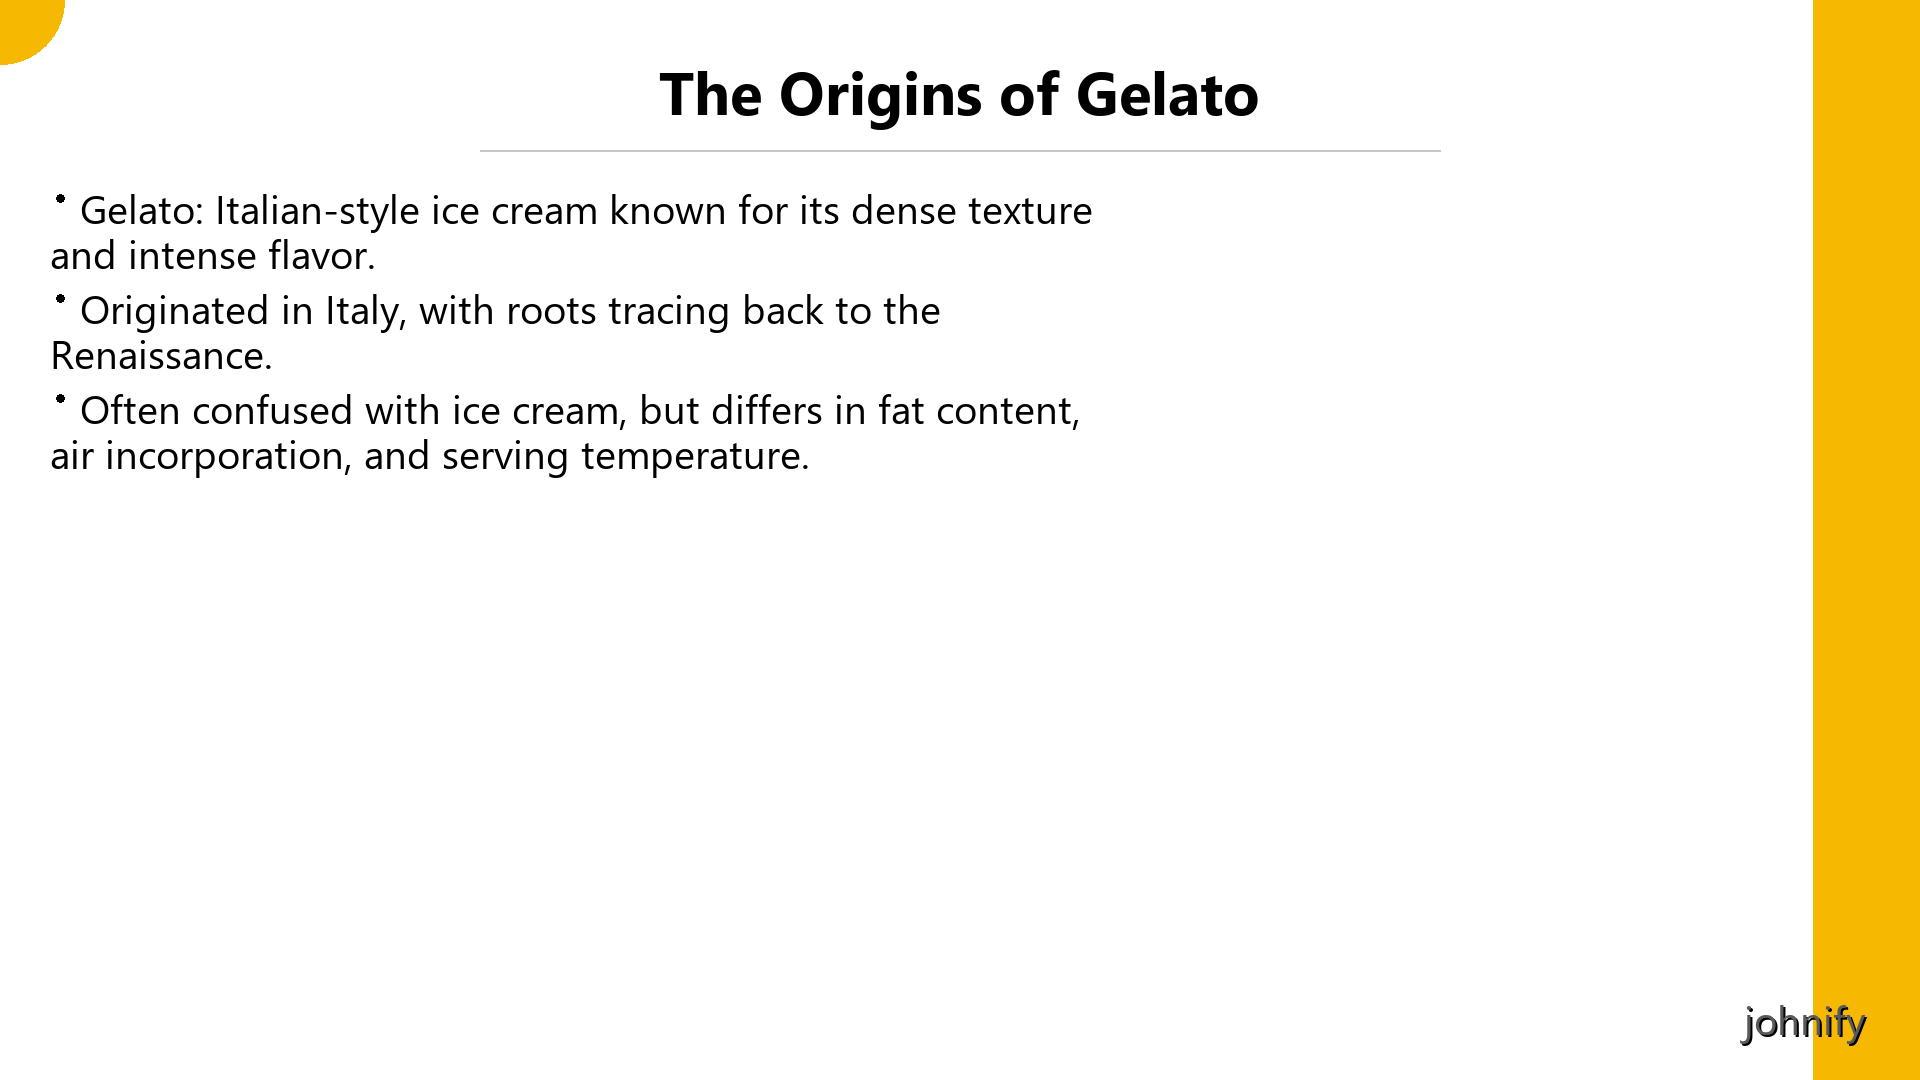 The Origins of Gelato
• Gelato: Italian-style ice cream known for its dense texture
and intense flavor.
• Originated in Italy, with roots tracing back to the
Renaissance.
• Often confused with ice cream, but differs in fat content,
air incorporation, and serving temperature.
johnify